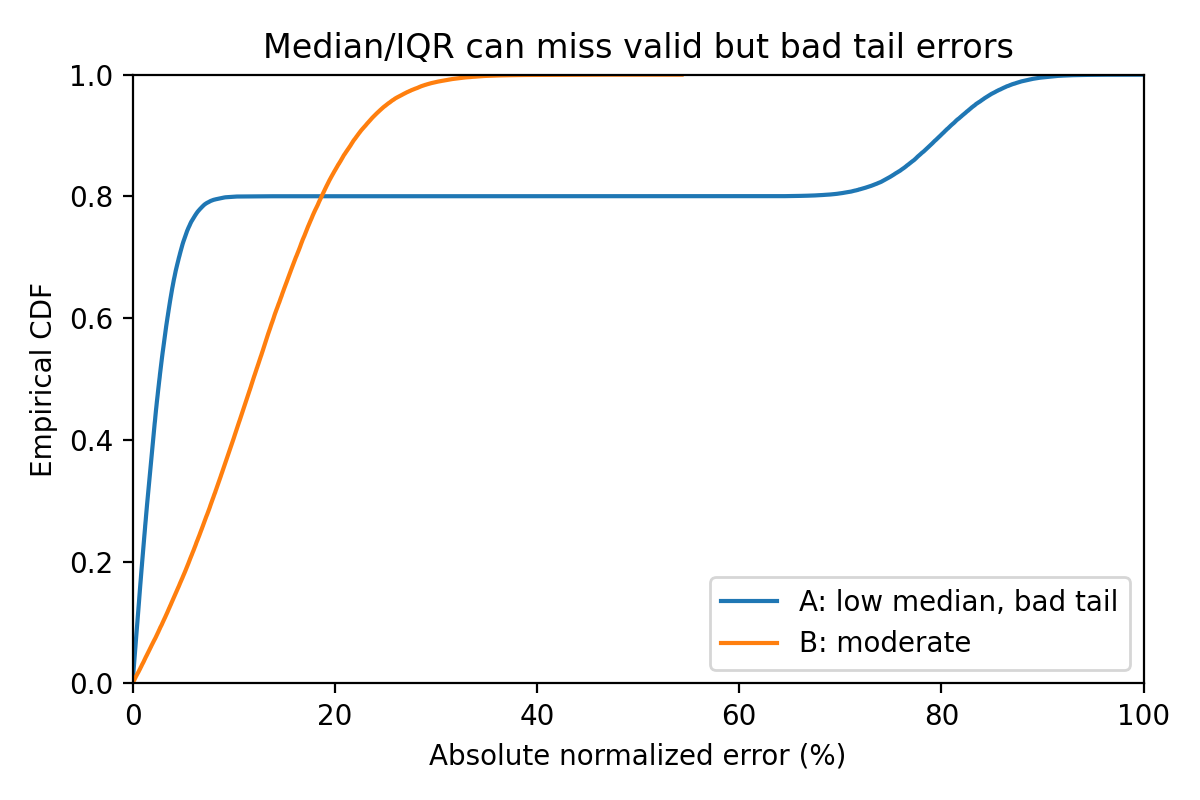 Median/IQR can miss valid but bad tail errors
1.0
0.8
0.6
0.4
0.2
0.0
Empirical CDF
A: low median, bad tail
B: moderate
0 20 40 60 80 100
Absolute normalized error (%)